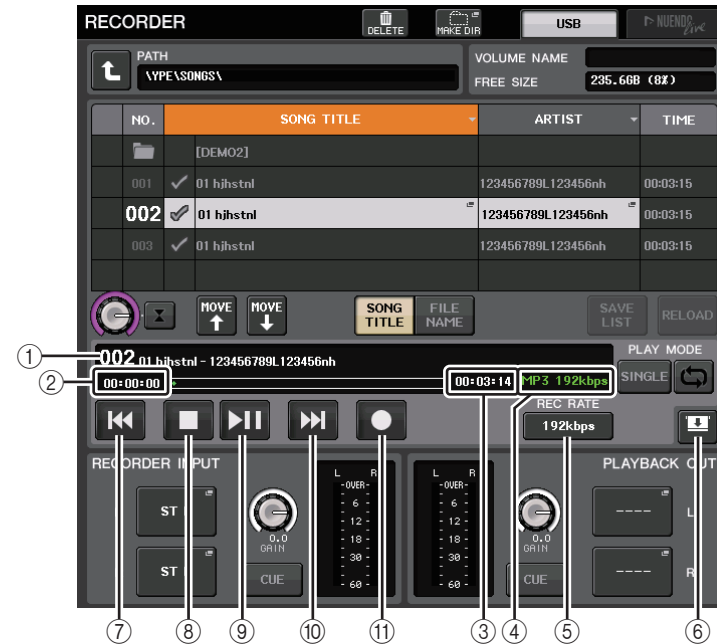 RECORDER
DELETE
MAKE DIR
USB
NUENDO Live
PATH
\YPE\SONGS\
VOLUME NAME
FREE SIZE
235.6GB (8%)
NO.
SONG TITLE
ARTIST
TIME
[DEMO2]
001 01 hjhstnl 123456789L123456nh 00:03:15
002 01 hjhstnl 123456789L123456nh 00:03:15
003 01 hjhstnl 123456789L123456nh 00:03:15
MOVE
MOVE
SONG TITLE
FILE NAME
SAVE LIST
RELOAD
① 002 01 hjhstnl - 123456789L123456nh
PLAY MODE
② 00:00:00
00:03:14
MP3 192kbps
SINGLE
REC RATE
192kbps
RECORDER INPUT
PLAYBACK OUT
ST
ST
L R
-OVER-
6
12
18
30
60
0.0
GAIN
CUE
L R
-OVER-
6
12
18
30
60
0.0
GAIN
CUE
---- L
---- R
⑦ ⑧ ⑨ ⑩ ⑪ ③ ④ ⑤ ⑥